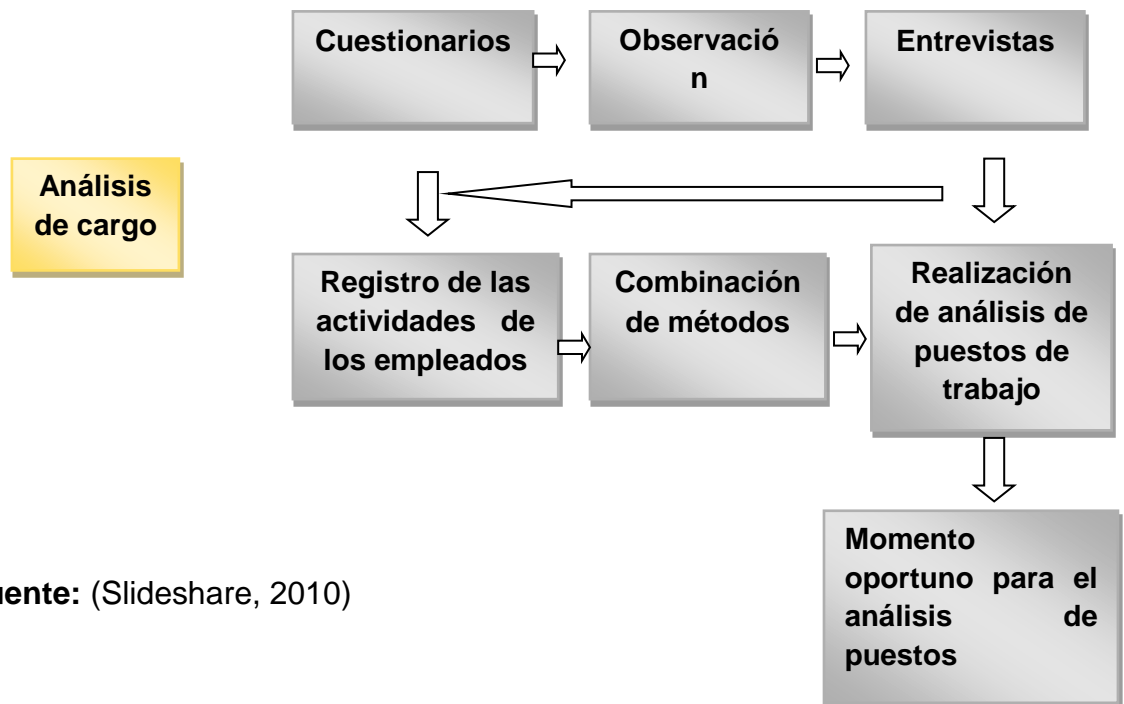 Cuestionarios
Observació
n
Entrevistas
Análisis
de cargo
Registro de las
actividades de
los empleados
Combinación
de métodos
Realización
de análisis de
puestos de
trabajo
Momento
oportuno para el
análisis de
puestos
uente: (Slideshare, 2010)